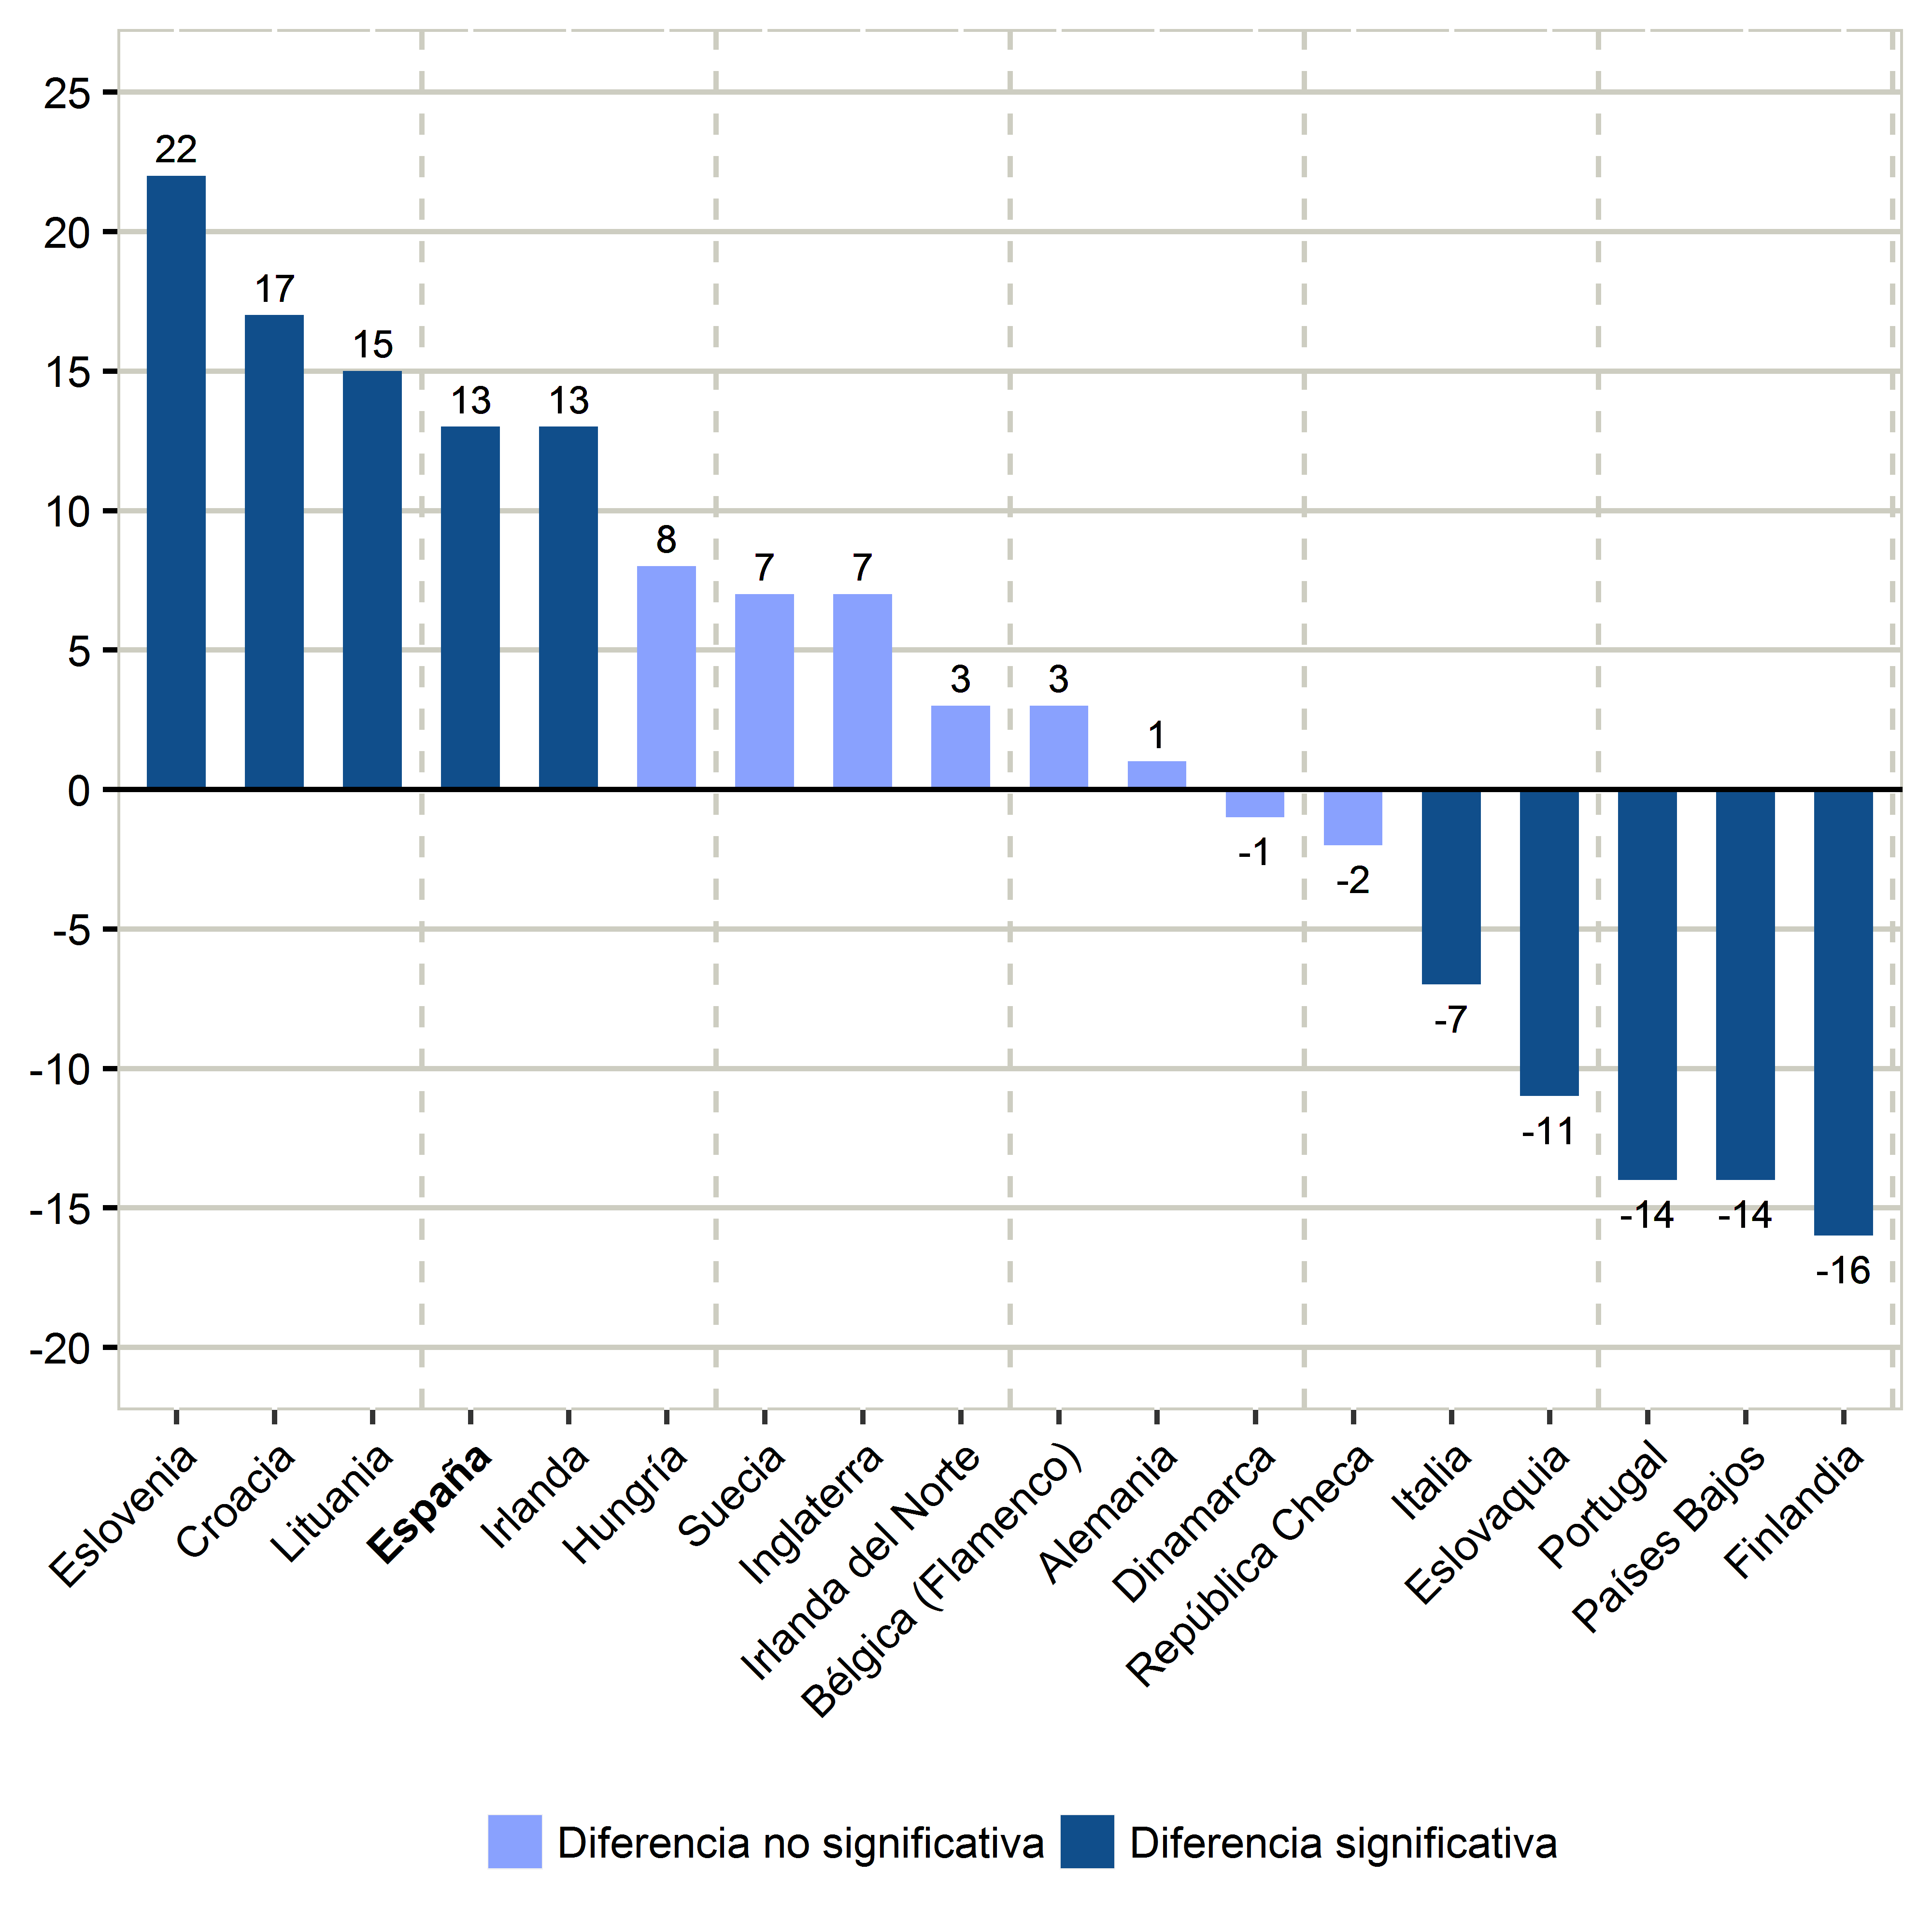 25
20
15
10
5
0
-5
-10
-15
-20
22
17
15
13
13
8
7
7
3
3
1
-1
-2
-7
-11
-14
-14
-16
Eslovenia
Croacia
Lituania
España
Irlanda
Hungría
Suecia
Inglaterra
Irlanda del Norte
Bélgica (Flamenco)
Alemania
Dinamarca
República Checa
Italia
Eslovaquia
Portugal
Países Bajos
Finlandia
Diferencia no significativa
Diferencia significativa